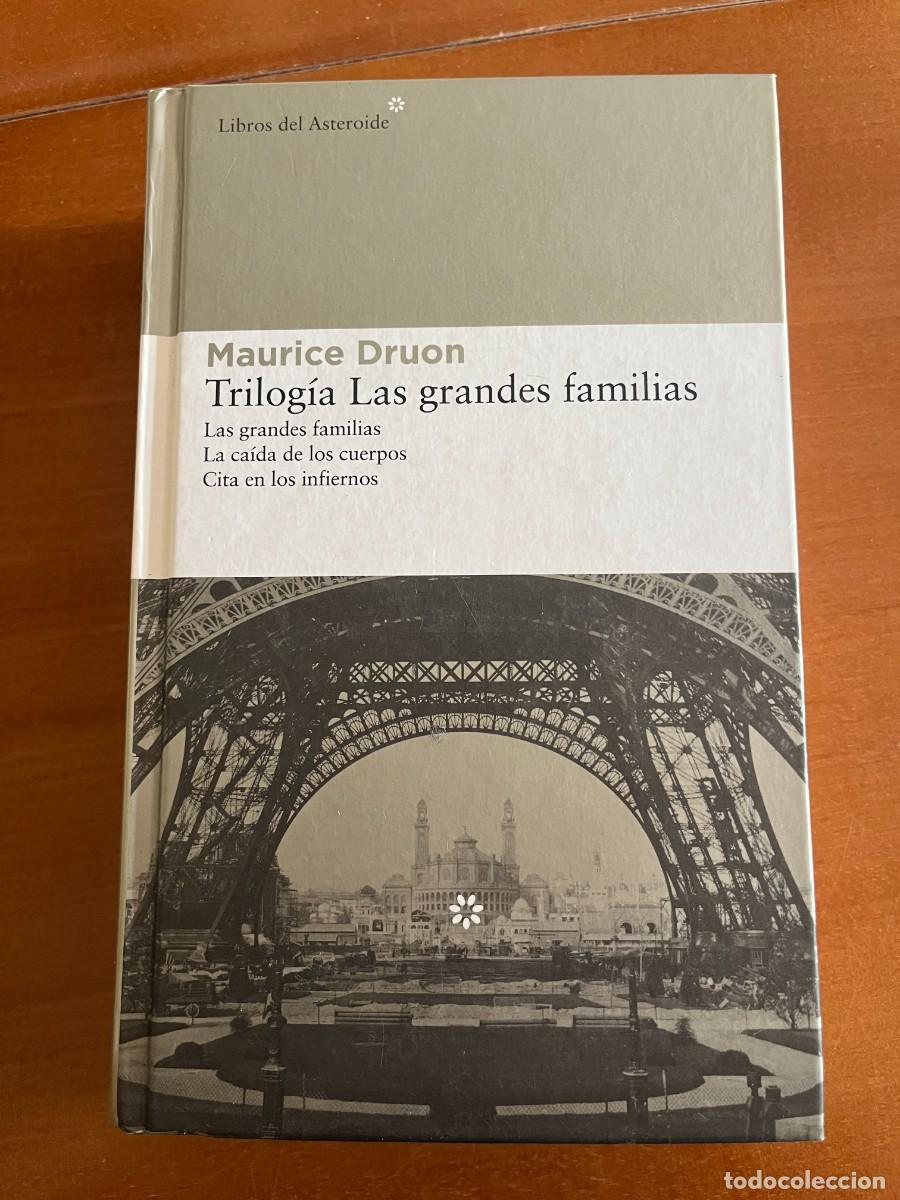 Libros del Asteroide
Maurice Druon
Trilogía Las grandes familias
Las grandes familias
La caída de los cuerpos
Cita en los infiernos
todocoleccion